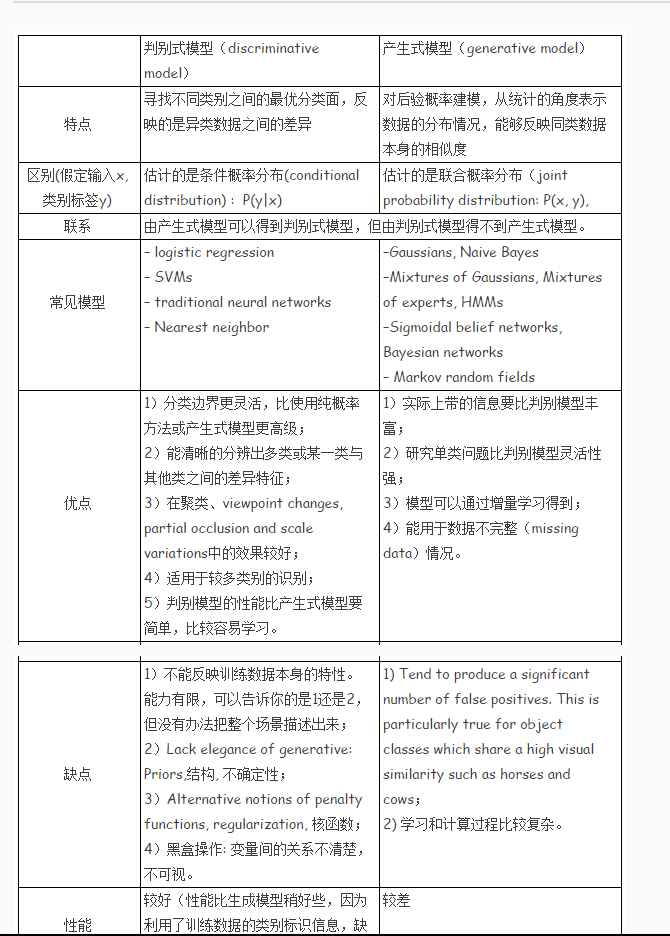 判别式模型（discriminative
model）
产生式模型（generative model）
特点
寻找不同类别之间的最优分类面，反
映的是异类数据之间的差异
对后验概率建模，从统计的角度表示
数据的分布情况，能够反映同类数据
本身的相似度
区别(假定输入x,
类别标签y)
估计的是条件概率分布(conditional
distribution)： P(y|x)
估计的是联合概率分布（joint
probability distribution: P(x, y),
联系
由产生式模型可以得到判别式模型，但由判别式模型得不到产生式模型。
常见模型
– logistic regression
– SVMs
– traditional neural networks
– Nearest neighbor
–Gaussians, Naive Bayes
–Mixtures of Gaussians, Mixtures
of experts, HMMs
–Sigmoidal belief networks,
Bayesian networks
– Markov random fields
优点
1）分类边界更灵活，比使用纯概率
方法或产生式模型更高级；
2）能清晰的分辨出多类或某一类与
其他类之间的差异特征；
3）在聚类、viewpoint changes,
partial occlusion and scale
variations中的效果较好；
4）适用于较多类别的识别；
5）判别模型的性能比产生式模型要
简单，比较容易学习。
1）实际上带的信息要比判别模型丰
富；
2）研究单类问题比判别模型灵活性
强；
3）模型可以通过增量学习得到；
4）能用于数据不完整（missing
data）情况。
缺点
1）不能反映训练数据本身的特性。
能力有限，可以告诉你的是1还是2，
但没有办法把整个场景描述出来；
2）Lack elegance of generative:
Priors,结构, 不确定性；
3）Alternative notions of penalty
functions, regularization, 核函数；
4）黑盒操作: 变量间的关系不清楚，
不可视。
1) Tend to produce a significant
number of false positives. This is
particularly true for object
classes which share a high visual
similarity such as horses and
cows；
2) 学习和计算过程比较复杂。
性能
较好（性能比生成模型稍好些，因为
利用了训练数据的类别标识信息，缺
较差